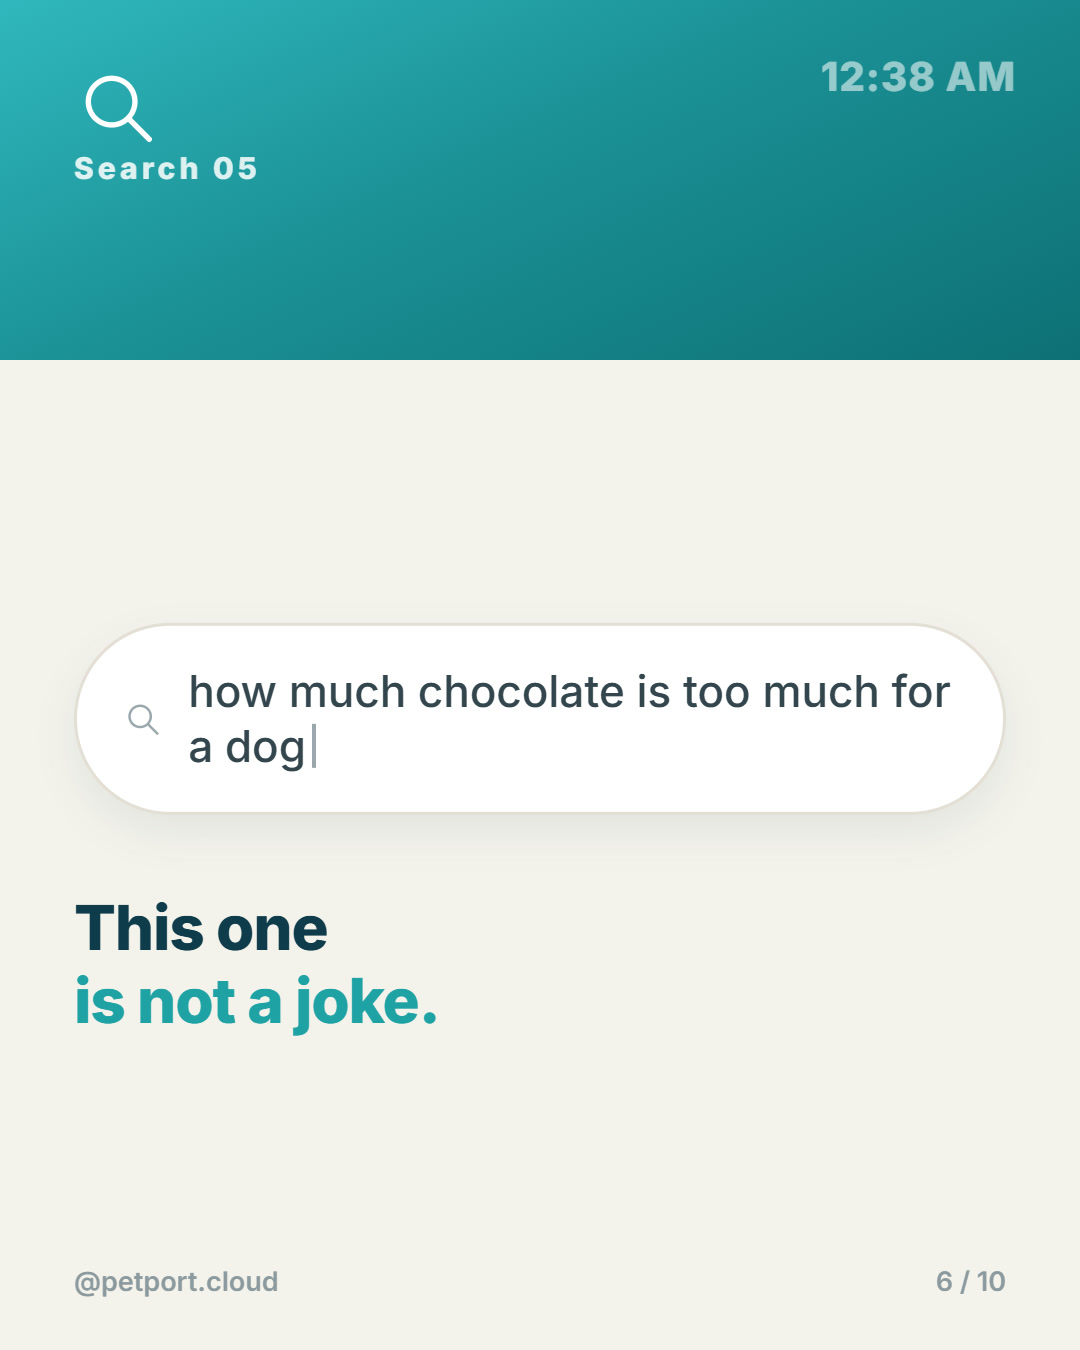 12:38 AM
Search 05
how much chocolate is too much for
a dog
This one
is not a joke.
@petport.cloud
6 / 10